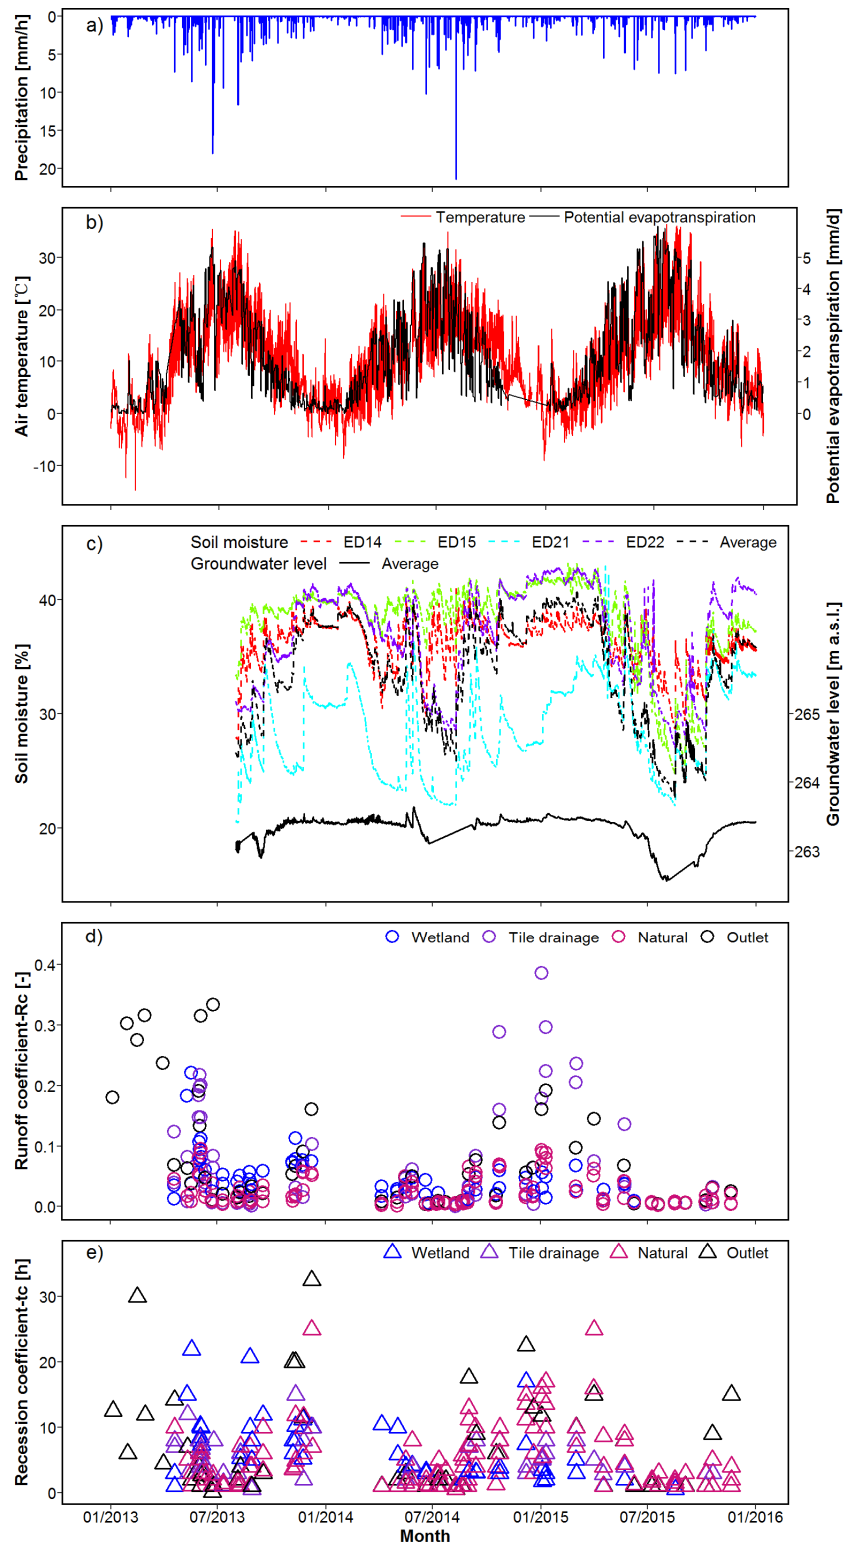 a)
Precipitation [mm/h]
0
5
10
15
20
b)
Temperature
Potential evapotranspiration
Air temperature [℃]
30
20
10
0
-10
5
4
3
2
1
0
Potential evapotranspiration [mm/d]
c)
Soil moisture
ED14
ED15
ED21
ED22
Average
Groundwater level
Average
Soil moisture [%]
40
30
20
265
264
263
Groundwater level [m a.s.l.]
d)
Wetland
Tile drainage
Natural
Outlet
Runoff coefficient-Rc [-]
0.4
0.3
0.2
0.1
0.0
e)
Wetland
Tile drainage
Natural
Outlet
Recession coefficient-tc [h]
30
20
10
0
01/2013
07/2013
01/2014
07/2014
01/2015
07/2015
01/2016
Month